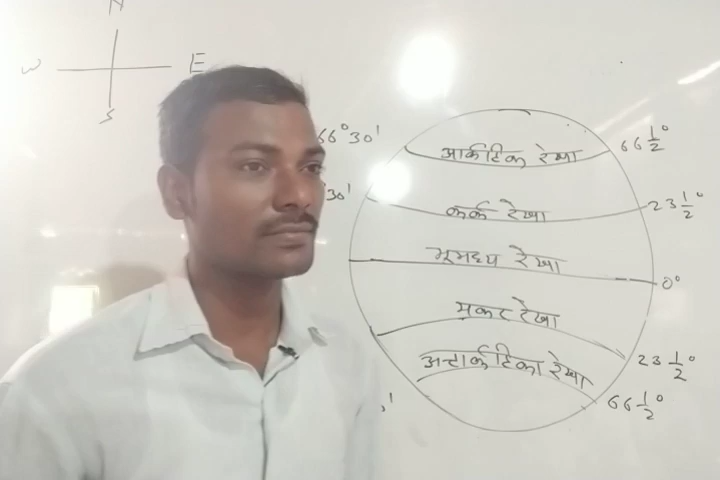 N
W E
S
66° 30'
आर्कटिक रेखा
66 1/2°
30'
कर्क रेखा
23 1/2°
भूमध्य रेखा
0°
मकर रेखा
23 1/2°
अन्टार्कटिका रेखा
66 1/2°